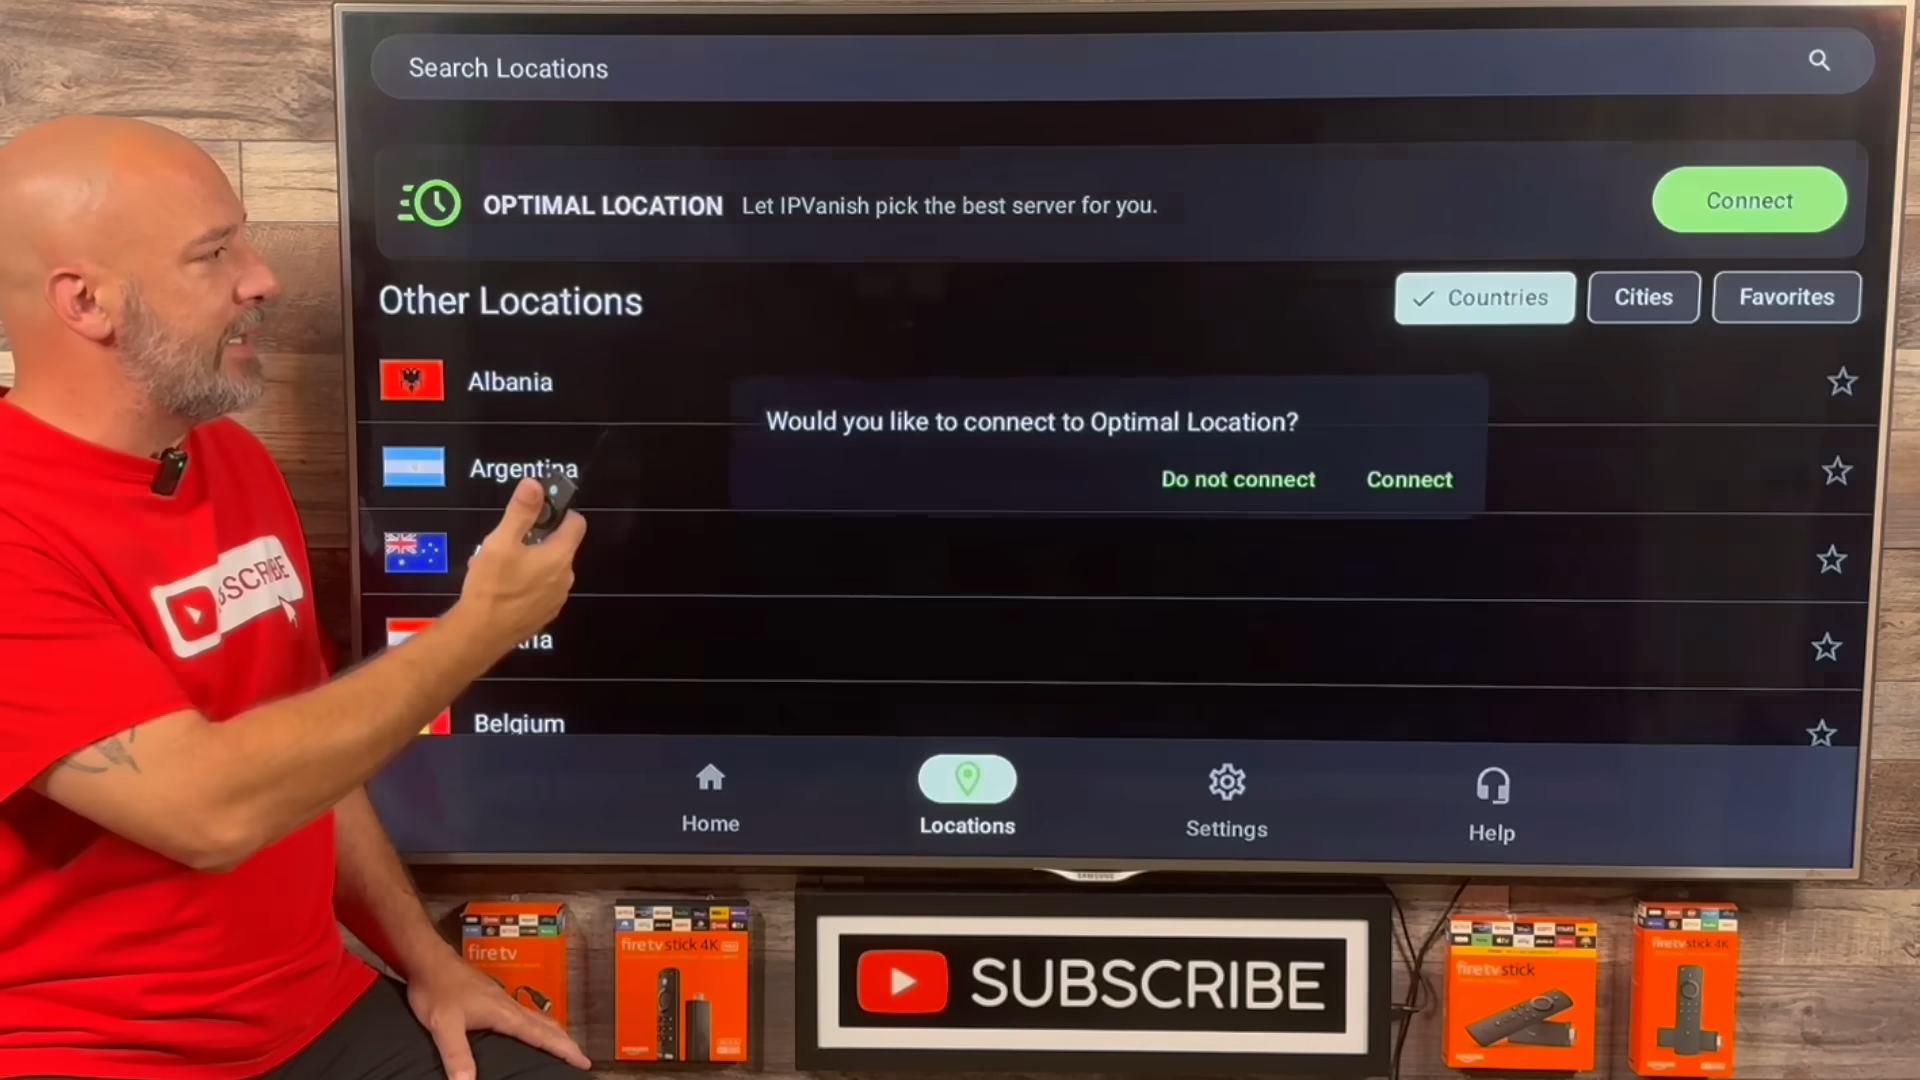 Search Locations
OPTIMAL LOCATION Let IPVanish pick the best server for you.
Connect
Other Locations
Countries
Cities
Favorites
Albania
Argentina
Would you like to connect to Optimal Location?
Do not connect
Connect
Belgium
Home
Locations
Settings
Help
SAMSUNG
SUBSCRIBE
fire tv
fire tv stick 4K
fire tv stick
fire tv stick 4K